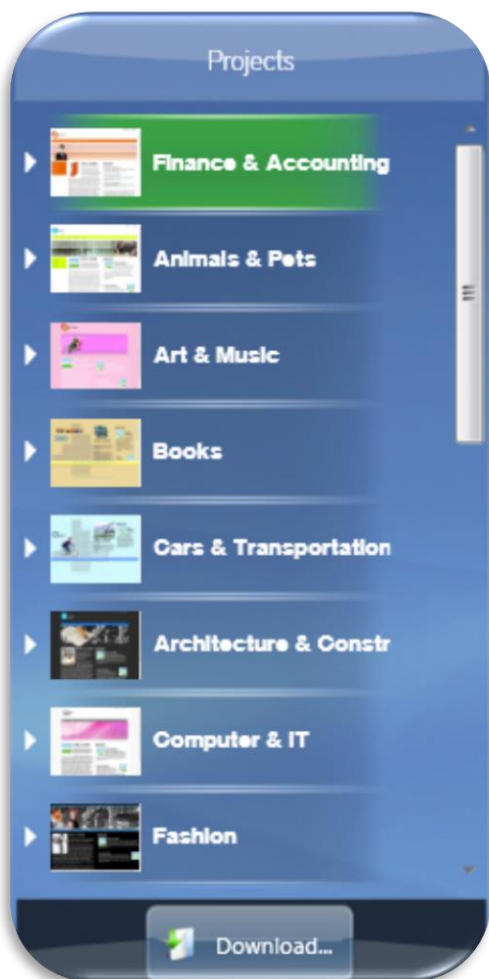 Projects
Finance & Accounting
Animals & Pets
Art & Music
Books
Cars & Transportation
Architecture & Constr
Computer & IT
Fashion
Download...